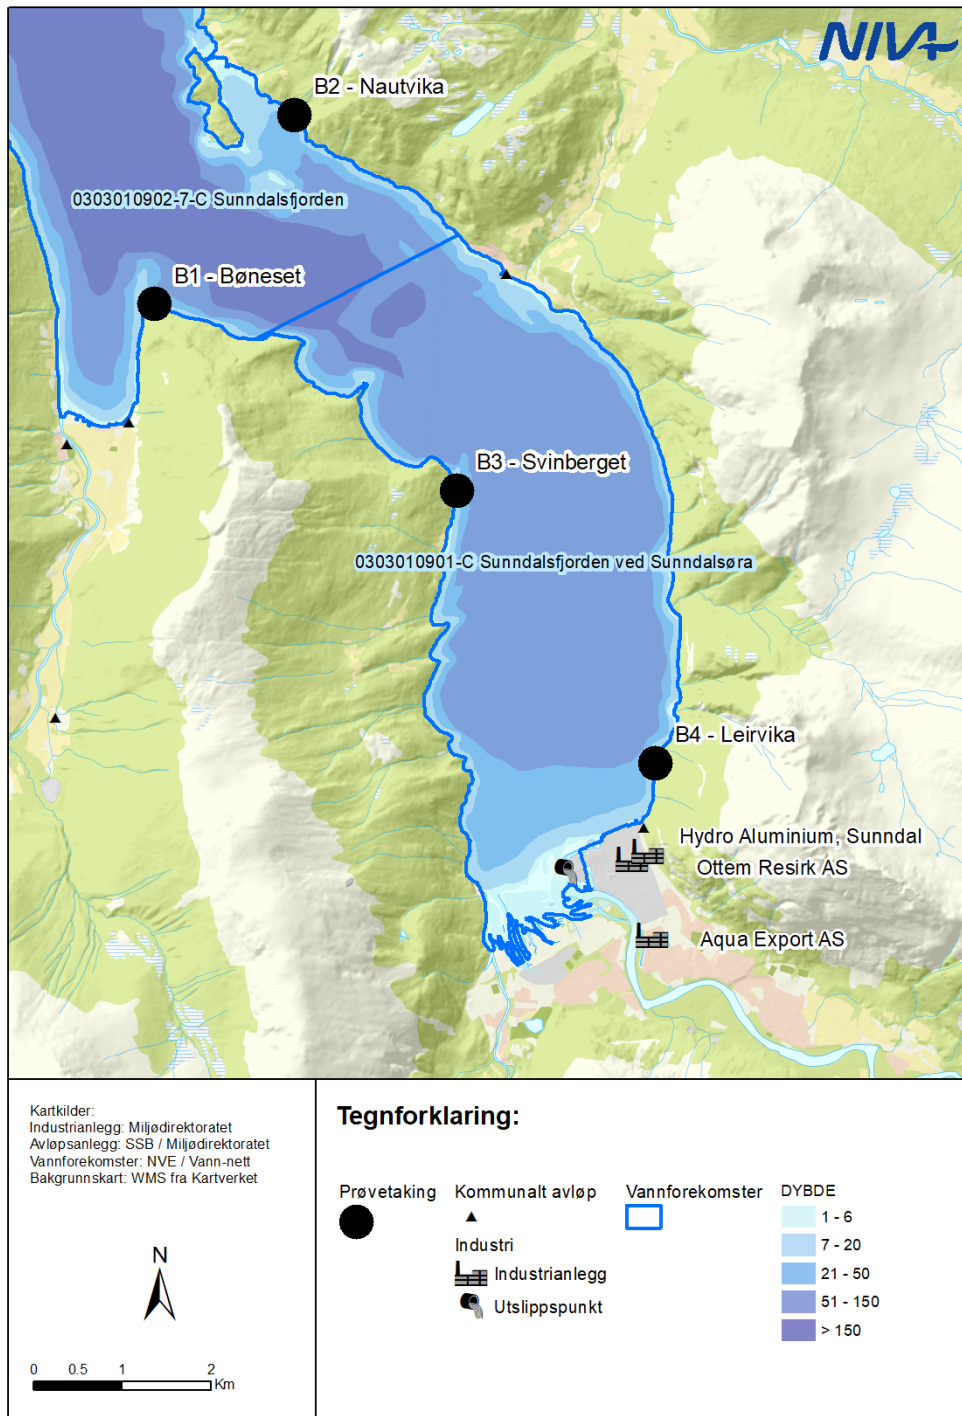 NIVA
B2 - Nautvika
0303010902-7-C Sunndalsfjorden
B1 - Bøneset
B3 - Svinberget
0303010901-C Sunndalsfjorden ved Sunndalsøra
B4 - Leirvika
Hydro Aluminium, Sunndal
Ottem Resirk AS
Aqua Export AS
Kartkilder:
Industrianlegg: Miljødirektoratet
Avløpsanlegg: SSB / Miljødirektoratet
Vannforekomster: NVE / Vann-nett
Bakgrunnskart: WMS fra Kartverket
N
0 0.5 1 2
Km
Tegnforklaring:
Prøvetaking
Kommunalt avløp
Industri
Industrianlegg
Utslippspunkt
Vannforekomster
DYBDE
1 - 6
7 - 20
21 - 50
51 - 150
> 150